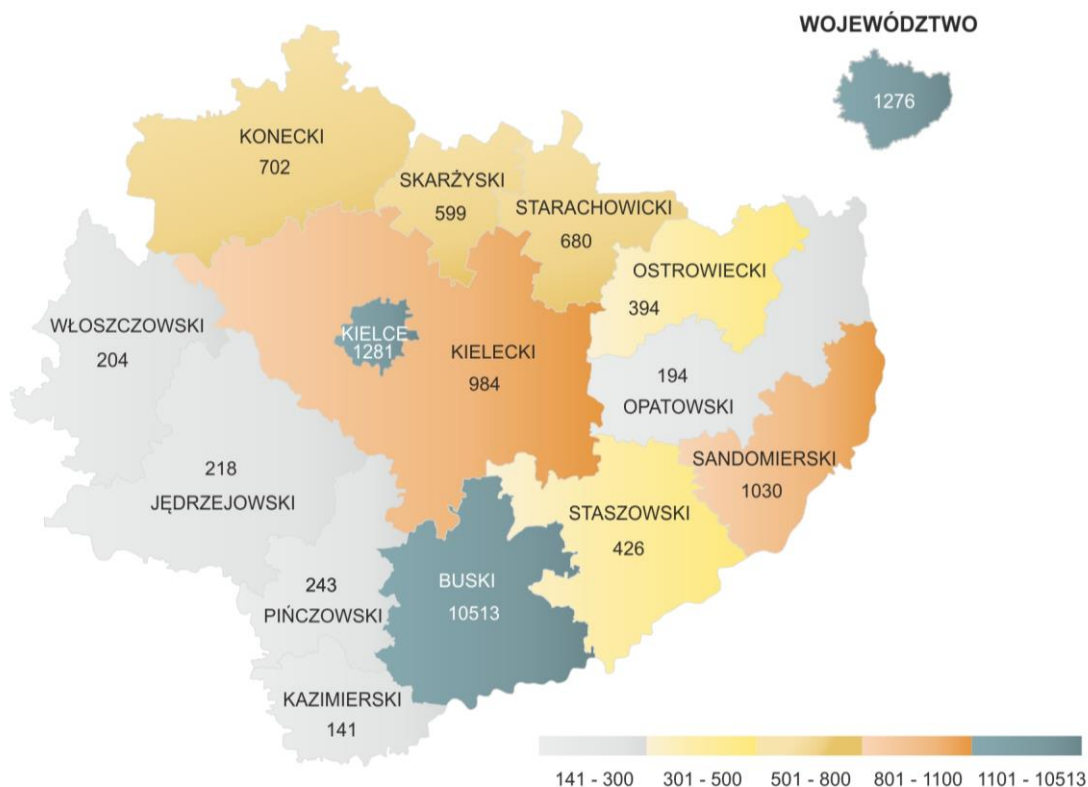 WOJEWÓDZTWO
1276
KONECKI
702
SKARŻYSKI
599
STARACHOWICKI
680
OSTROWIECKI
394
WŁOSZCZOWSKI
204
KIELCE
1281
KIELECKI
984
194
OPATOWSKI
218
JĘDRZEJOWSKI
SANDOMIERSKI
1030
STASZOWSKI
426
243
PIŃCZOWSKI
BUSKI
10513
KAZIMIERSKI
141
141 - 300 301 - 500 501 - 800 801 - 1100 1101 - 10513